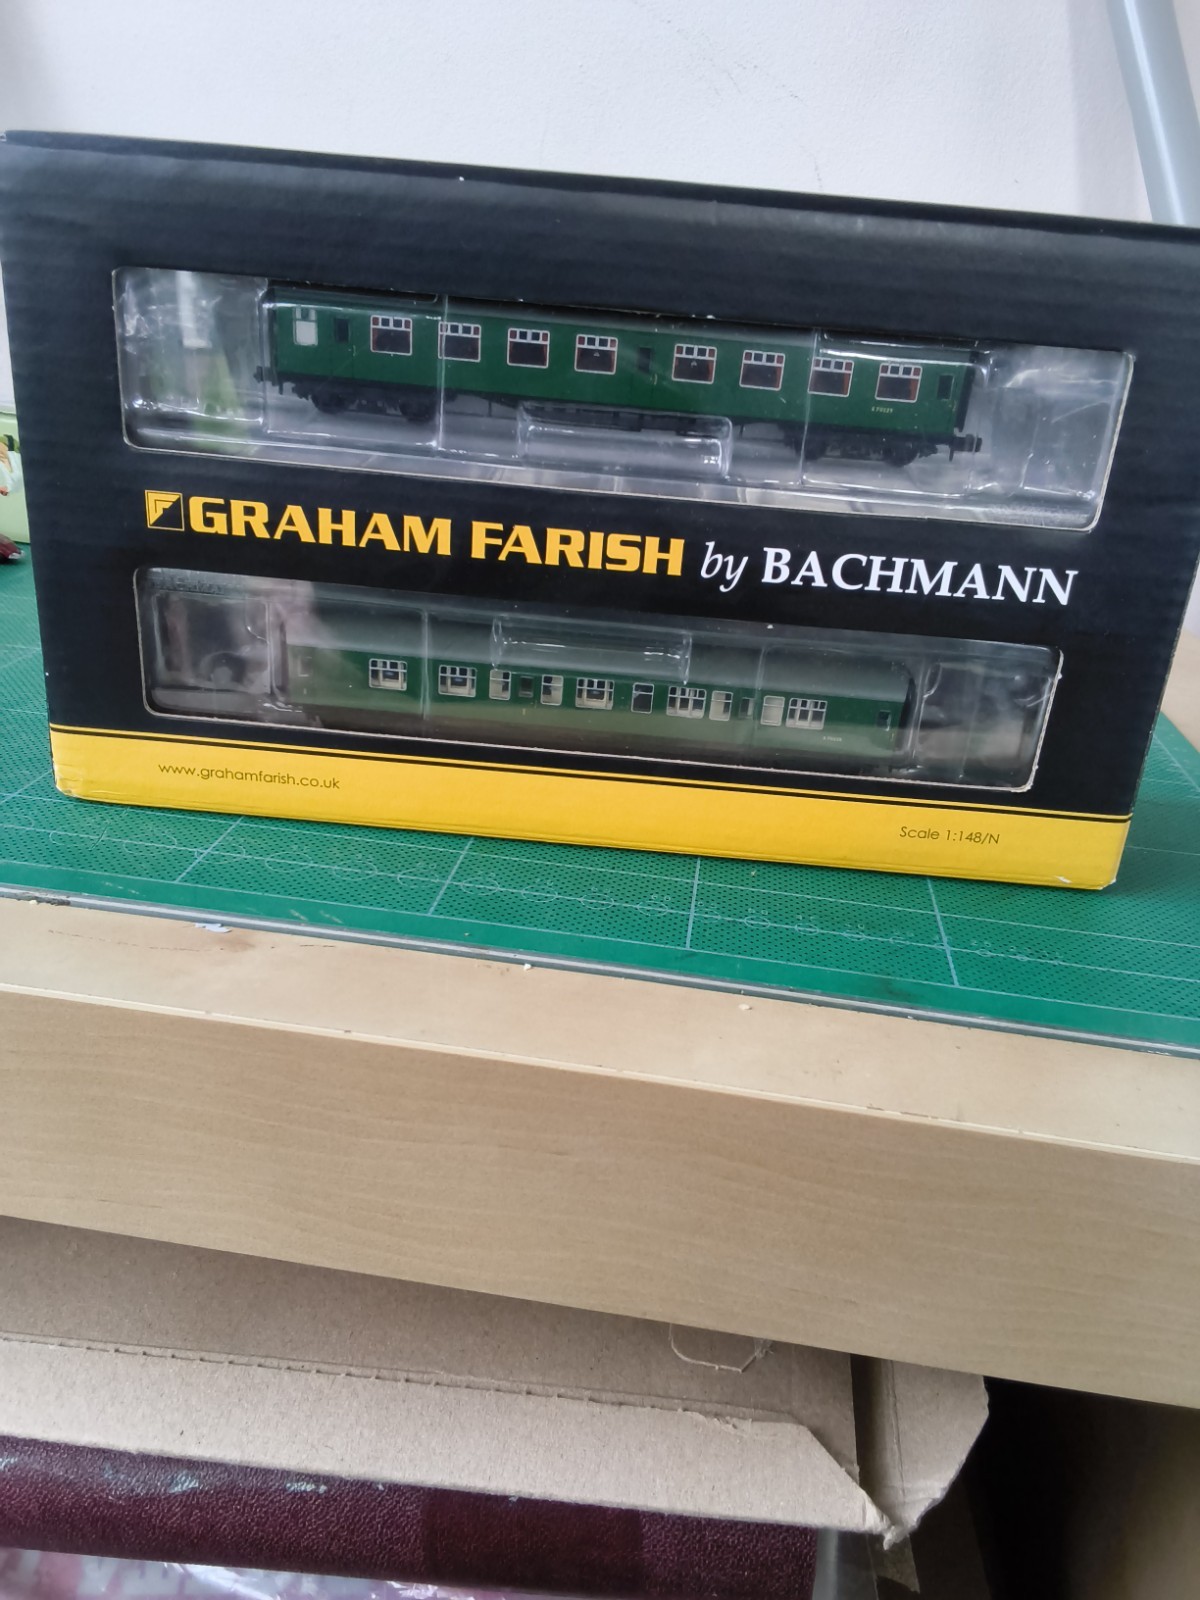 GRAHAM FARISH by BACHMANN
www.grahamfarish.co.uk
Scale 1:148/N